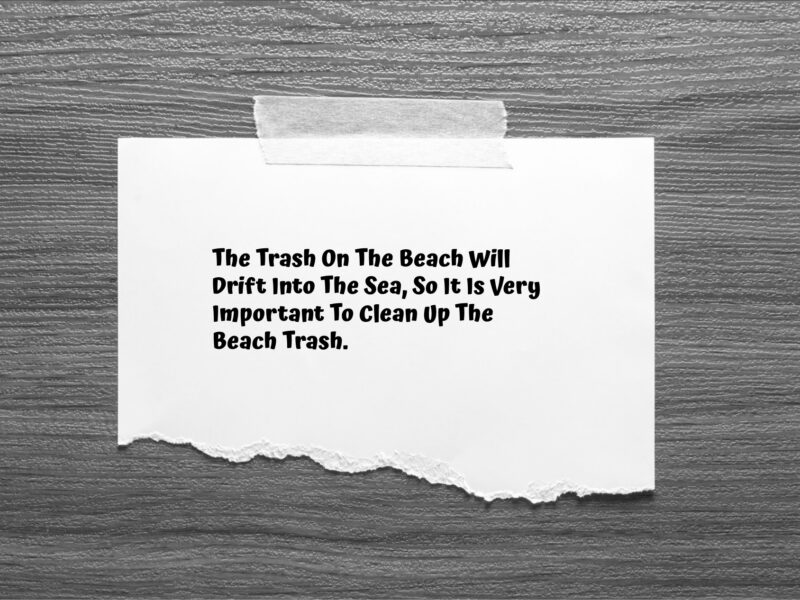 The Trash On The Beach Will
Drift Into The Sea, So It Is Very
Important To Clean Up The
Beach Trash.